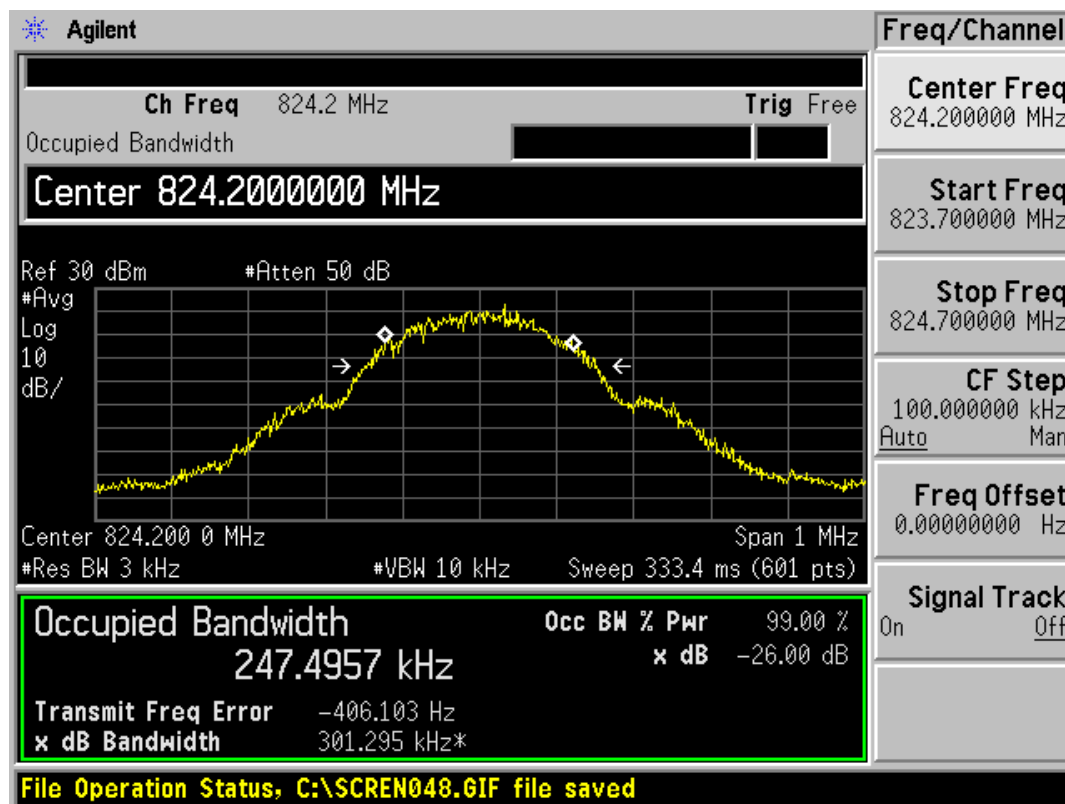 Agilent
Freq/Channel
Ch Freq 824.2 MHz Trig Free
Occupied Bandwidth
Center 824.2000000 MHz
Ref 30 dBm #Atten 50 dB
#Avg
Log
10
dB/
Center 824.200 0 MHz Span 1 MHz
#Res BW 3 kHz #VBW 10 kHz Sweep 333.4 ms (601 pts)
Occupied Bandwidth Occ BW % Pwr 99.00 %
247.4957 kHz x dB -26.00 dB
Transmit Freq Error -406.103 Hz
x dB Bandwidth 301.295 kHz*
Center Freq
824.200000 MHz
Start Freq
823.700000 MHz
Stop Freq
824.700000 MHz
CF Step
100.000000 kHz
Auto Man
Freq Offset
0.00000000 Hz
Signal Track
On Off
File Operation Status, C:\SCREN048.GIF file saved